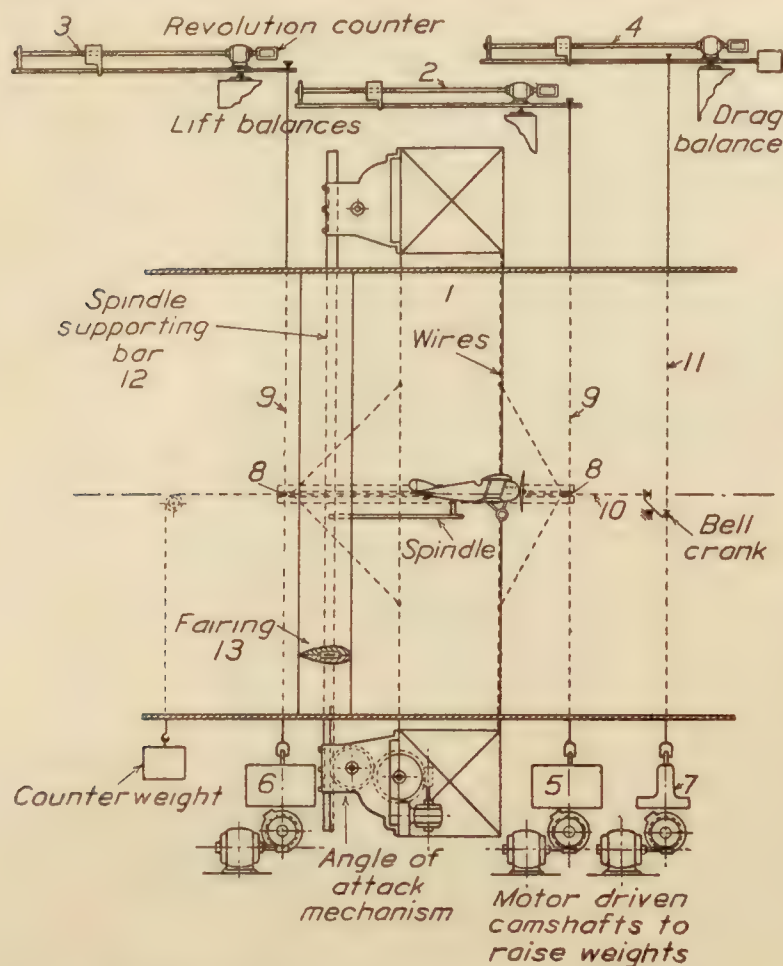 3
Revolution counter
4
2
Lift balances
Drag
balance
1
Spindle
supporting
bar
12
Wires
11
9
9
8
8
10
Bell
crank
Spindle
Fairing
13
6
5
7
Counterweight
Angle of
attack
mechanism
Motor driven
camshafts to
raise weights